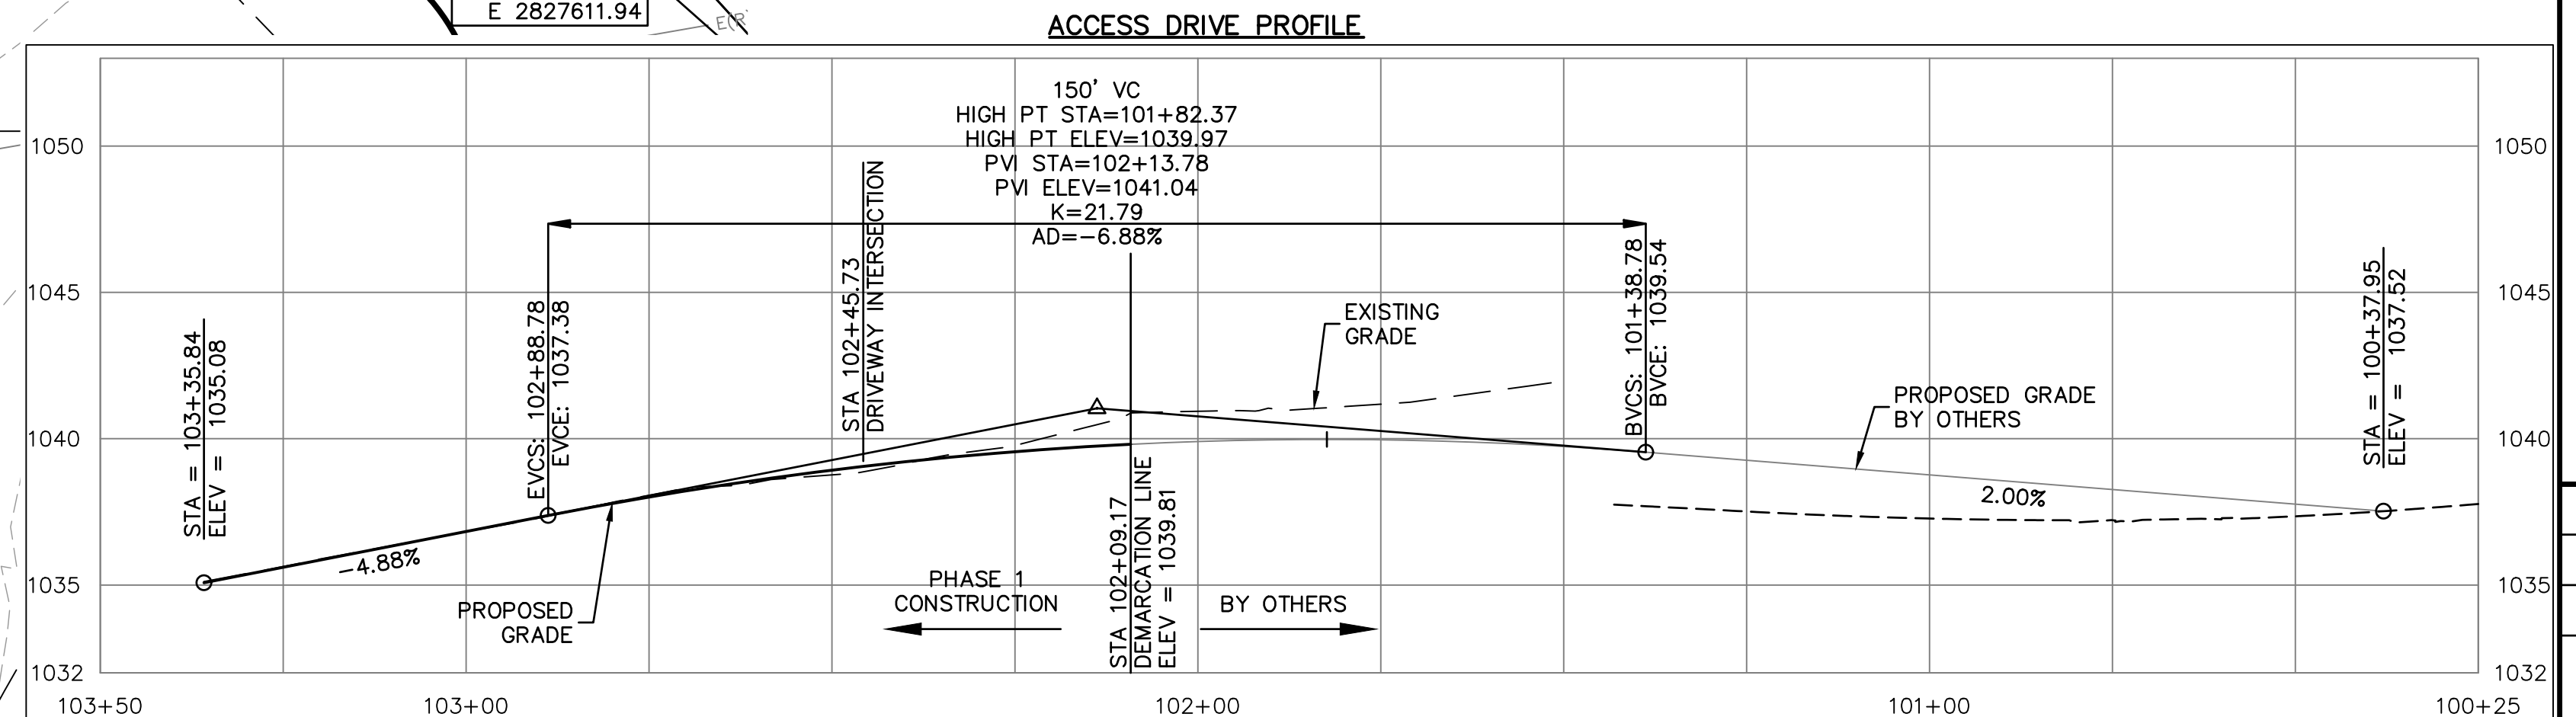 E 2827611.94
ACCESS DRIVE PROFILE
150' VC
HIGH PT STA=101+82.37
HIGH PT ELEV=1039.97
PVI STA=102+13.78
PVI ELEV=1041.04
K=21.79
AD=-6.88%
1050
1045
1040
1035
1032
STA = 103+35.84
ELEV = 1035.08
-4.88%
EVCS: 102+88.78
EVCE: 1037.38
PROPOSED
GRADE
STA 102+45.73
DRIVEWAY INTERSECTION
PHASE 1
CONSTRUCTION
STA 102+09.17
DEMARCATION LINE
ELEV = 1039.81
BY OTHERS
EXISTING
GRADE
BVCS: 101+38.78
BVCE: 1039.54
PROPOSED GRADE
BY OTHERS
2.00%
STA = 100+37.95
ELEV = 1037.52
1050
1045
1040
1035
1032
103+50
103+00
102+00
101+00
100+25